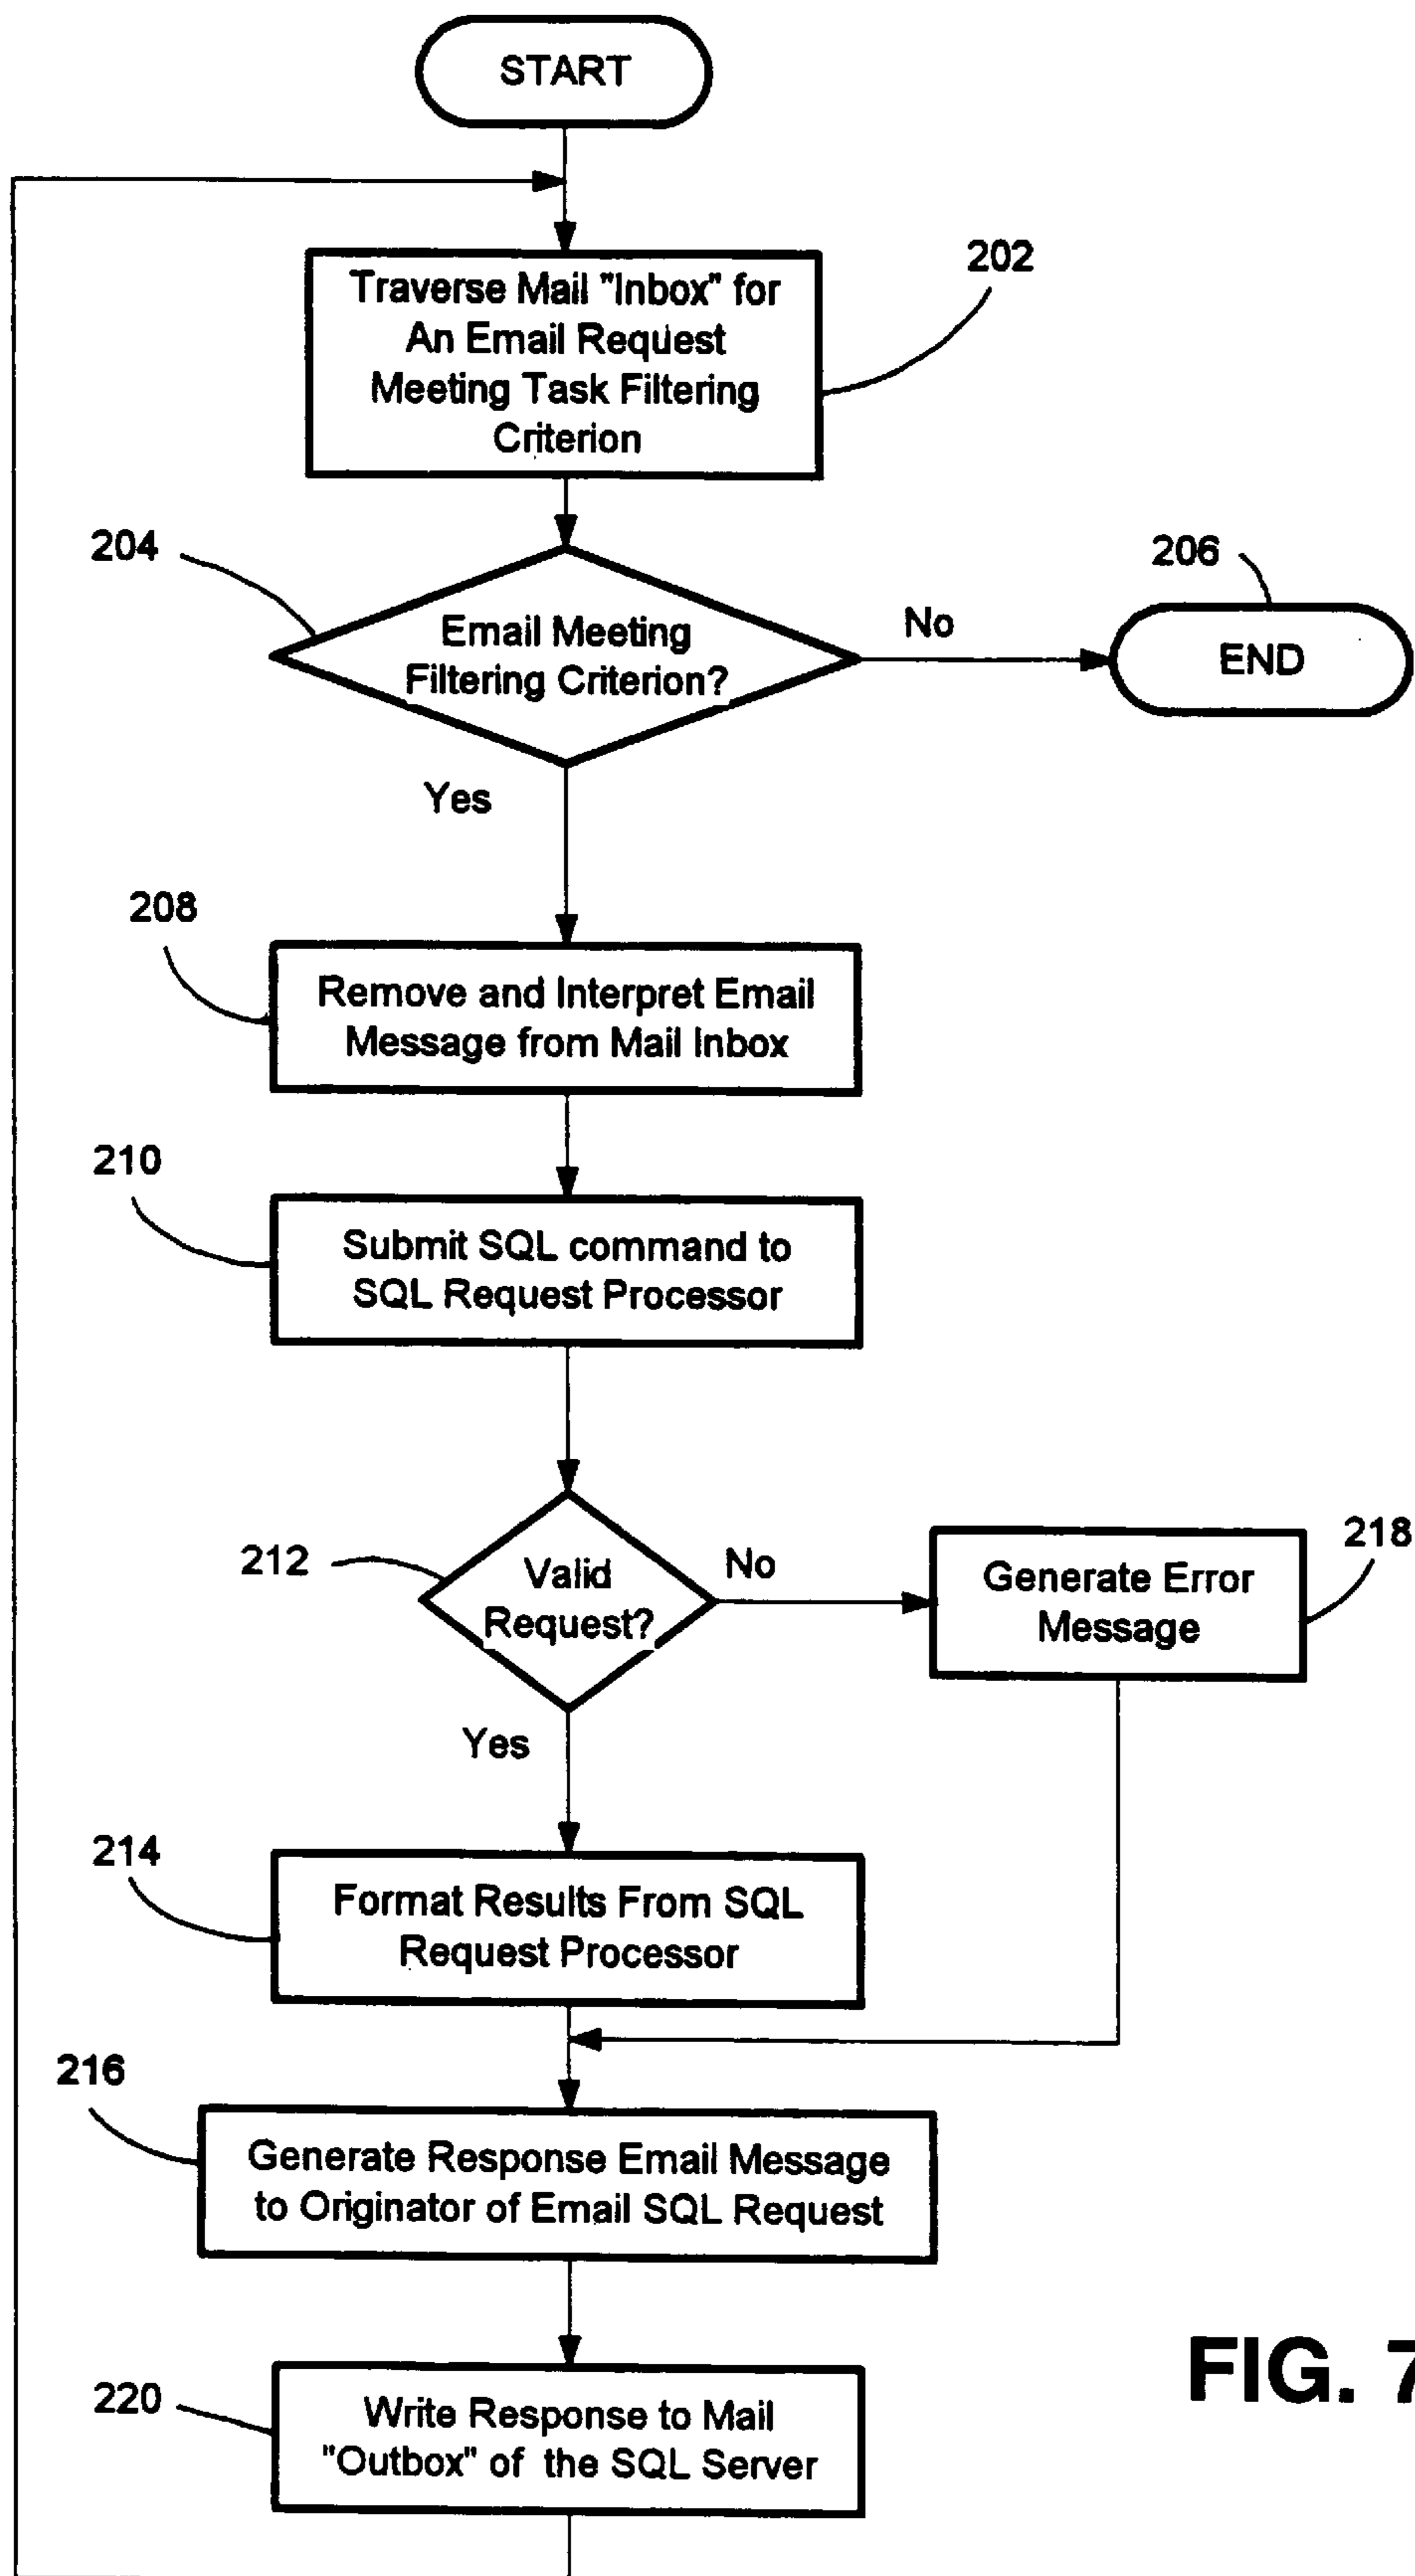 START
Traverse Mail "Inbox" for
An Email Request
Meeting Task Filtering
Criterion
202
204
Email Meeting
Filtering Criterion?
No
206
END
Yes
208
Remove and Interpret Email
Message from Mail Inbox
210
Submit SQL command to
SQL Request Processor
212
Valid
Request?
No
Generate Error
Message
218
Yes
214
Format Results From SQL
Request Processor
216
Generate Response Email Message
to Originator of Email SQL Request
220
Write Response to Mail
"Outbox" of the SQL Server
FIG. 7